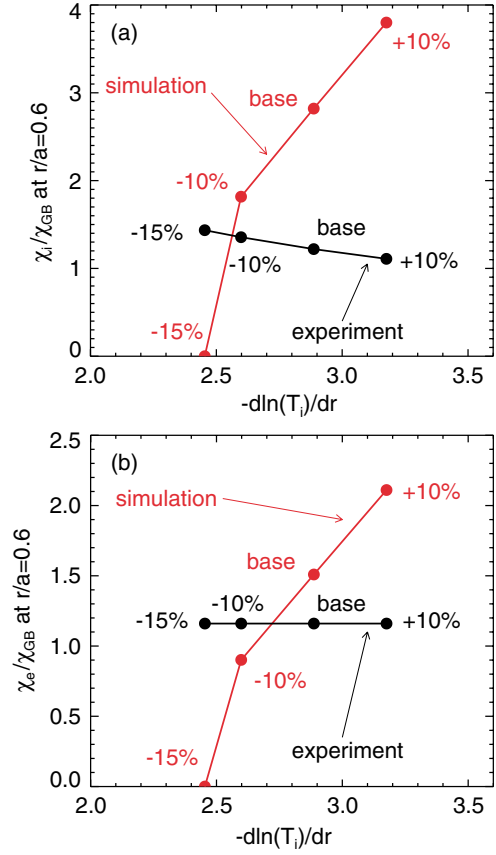 (a)
4
3
2
1
0
χi/χGB at r/a=0.6
simulation
base
+10%
-10%
-15%
base
-10%
+10%
-15%
experiment
2.0
2.5
3.0
3.5
-dln(Ti)/dr
(b)
2.5
2.0
1.5
1.0
0.5
0.0
χe/χGB at r/a=0.6
simulation
+10%
base
-10%
base
-15%
+10%
-10%
-15%
experiment
2.0
2.5
3.0
3.5
-dln(Ti)/dr